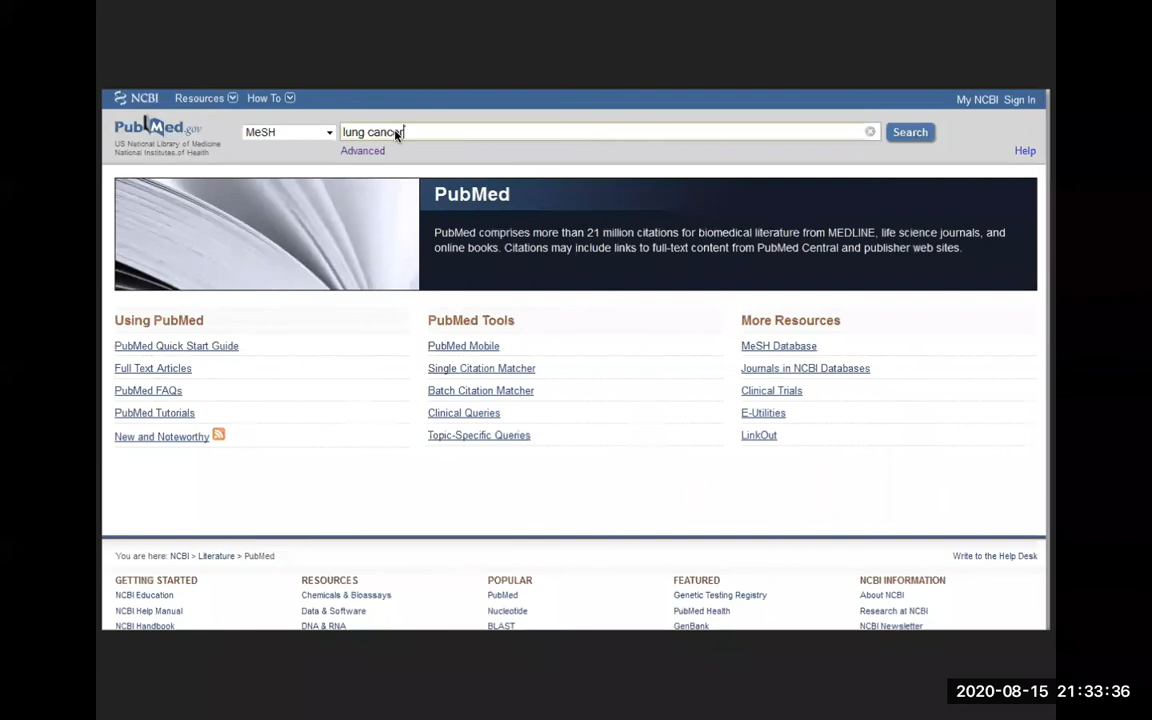 NCBI Resources How To My NCBI Sign In
PubMed.gov
US National Library of Medicine
National Institutes of Health
MeSH
lung cancer
Search
Advanced
Help
PubMed
PubMed comprises more than 21 million citations for biomedical literature from MEDLINE, life science journals, and
online books. Citations may include links to full-text content from PubMed Central and publisher web sites.
Using PubMed
PubMed Quick Start Guide
Full Text Articles
PubMed FAQs
PubMed Tutorials
New and Noteworthy
PubMed Tools
PubMed Mobile
Single Citation Matcher
Batch Citation Matcher
Clinical Queries
Topic-Specific Queries
More Resources
MeSH Database
Journals in NCBI Databases
Clinical Trials
E-Utilities
LinkOut
You are here: NCBI > Literature > PubMed
Write to the Help Desk
GETTING STARTED
NCBI Education
NCBI Help Manual
NCBI Handbook
RESOURCES
Chemicals & Bioassays
Data & Software
DNA & RNA
POPULAR
PubMed
Nucleotide
BLAST
FEATURED
Genetic Testing Registry
PubMed Health
GenBank
NCBI INFORMATION
About NCBI
Research at NCBI
NCBI Newsletter
2020-08-15 21:33:36